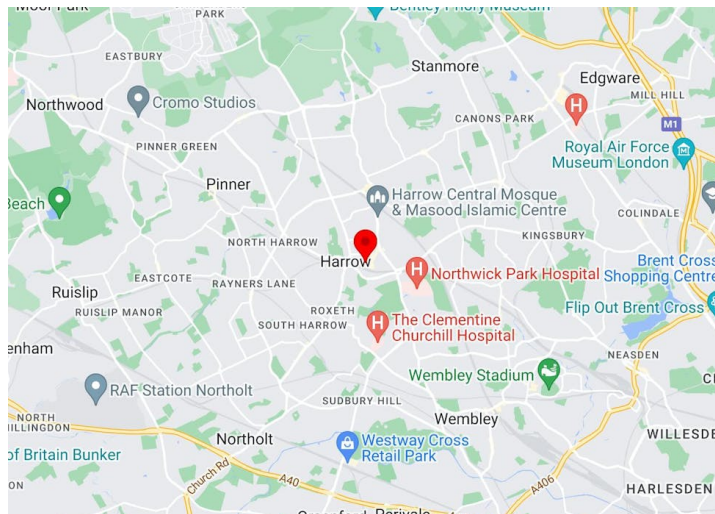 Moor Park
Bentley Priory Museum
EASTBURY
Stanmore
Edgware
Northwood
Cromo Studios
MILL HILL
H
CANONS PARK
M1
PINNER GREEN
Royal Air Force
Museum London
Pinner
Harrow Central Mosque
& Masood Islamic Centre
Beach
COLINDALE
NORTH HARROW
KINGSBURY
Harrow
H
Northwick Park Hospital
Brent Cross
Shopping Centre
EASTCOTE
RAYNERS LANE
Ruislip
RUISLIP MANOR
ROXETH
SOUTH HARROW
H
The Clementine
Churchill Hospital
Flip Out Brent Cross
enham
NEASDEN
Wembley Stadium
RAF Station Northolt
SUDBURY HILL
NORTH
HILLINGDON
Wembley
Northolt
Westway Cross
Retail Park
WILLESDE
of Britain Bunker
Church Rd
A40
A406
ON
HARLESDEN
Greenford
Perivale